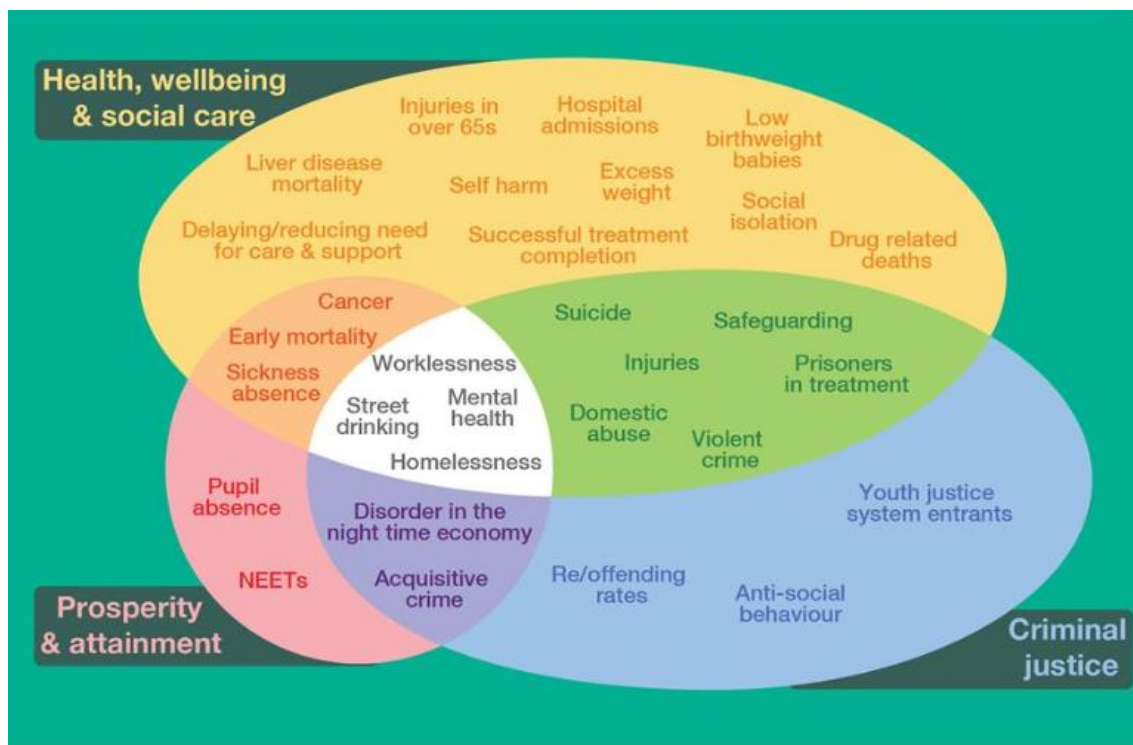 Health, wellbeing
& social care
Injuries in
over 65s
Hospital
admissions
Low
birthweight
babies
Liver disease
mortality
Self harm
Excess
weight
Social
isolation
Delaying/reducing need
for care & support
Successful treatment
completion
Drug related
deaths
Cancer
Early mortality
Sickness
absence
Worklessness
Street
drinking
Mental
health
Homelessness
Suicide
Safeguarding
Injuries
Prisoners
in treatment
Domestic
abuse
Violent
crime
Pupil
absence
NEETs
Disorder in the
night time economy
Acquisitive
crime
Youth justice
system entrants
Re/offending
rates
Anti-social
behaviour
Prosperity
& attainment
Criminal
justice